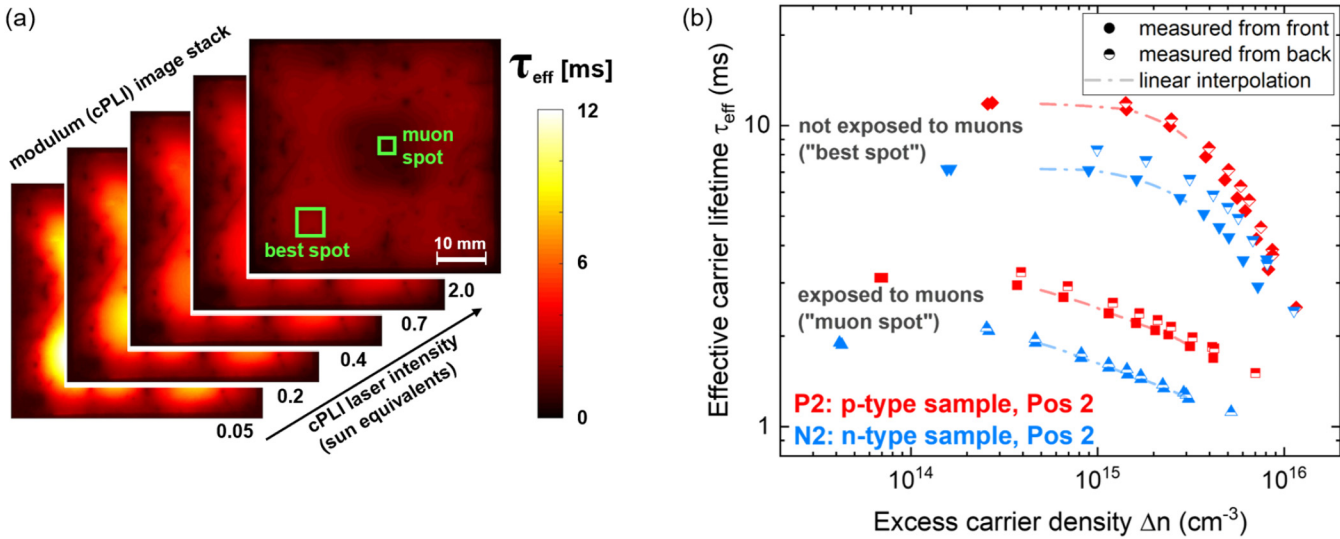 (a)
modulum (cPLI) image stack
τeff [ms]
12
6
0
muon
spot
best spot
10 mm
2.0
0.7
0.4
0.2
0.05
cPLI laser intensity
(sun equivalents)
(b)
Effective carrier lifetime τeff (ms)
10
1
measured from front
measured from back
linear interpolation
not exposed to muons
("best spot")
exposed to muons
("muon spot")
P2: p-type sample, Pos 2
N2: n-type sample, Pos 2
10^14
10^15
10^16
Excess carrier density Δn (cm^-3)